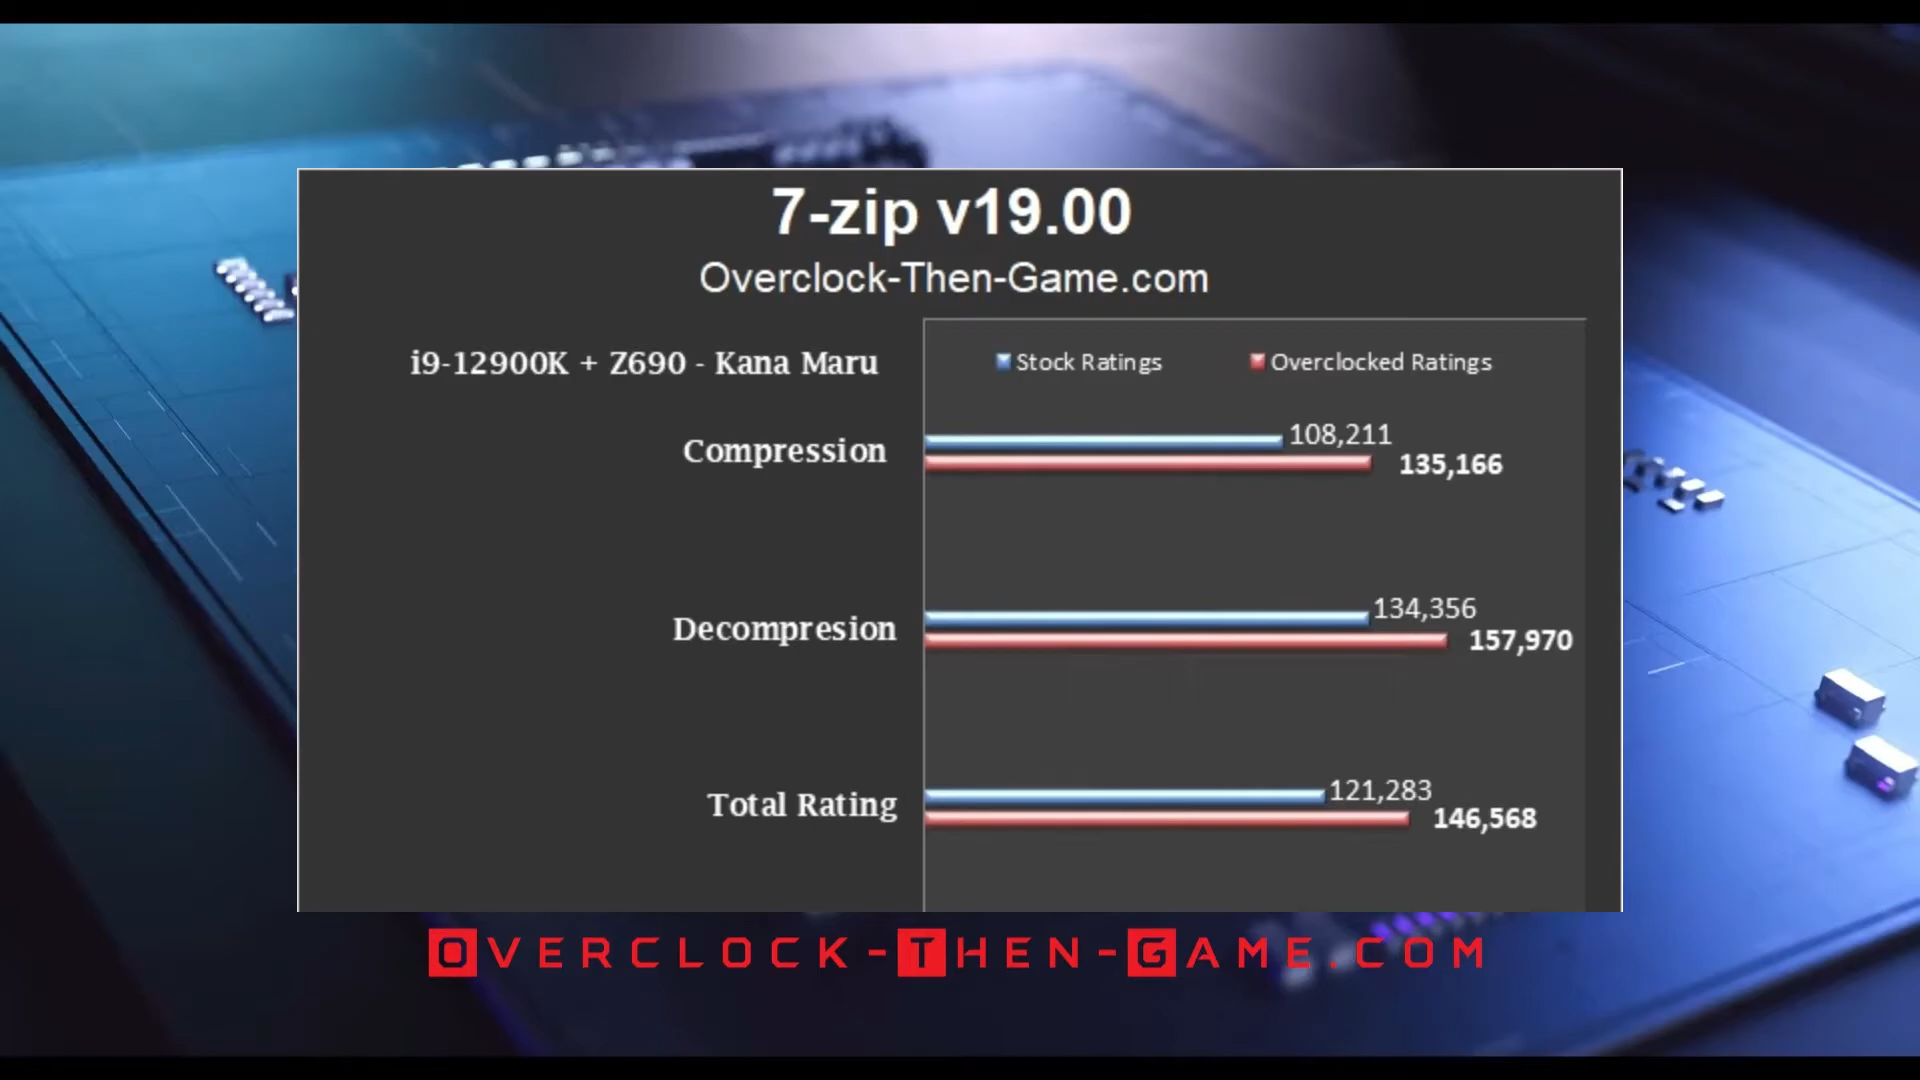 7-zip v19.00
Overclock-Then-Game.com
i9-12900K + Z690 - Kana Maru
Stock Ratings
Overclocked Ratings
Compression
108,211
135,166
Decompresion
134,356
157,970
Total Rating
121,283
146,568
OVERCLOCK-THEN-GAME.COM